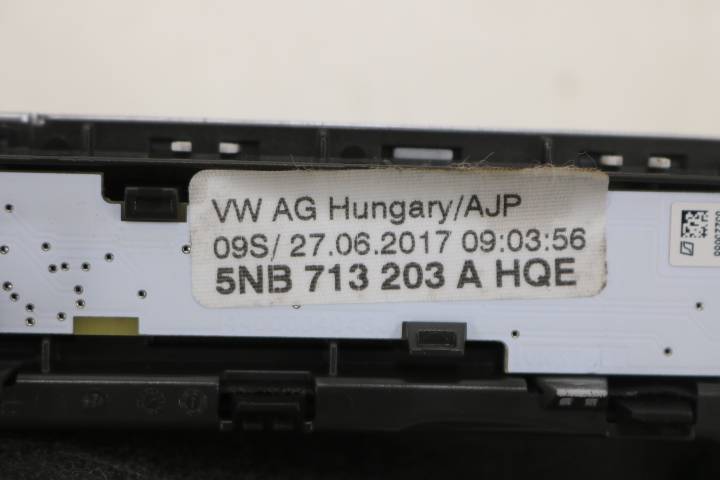 VW AG Hungary/AJP
09S/ 27.06.2017 09:03:56
5NB 713 203 A HQE